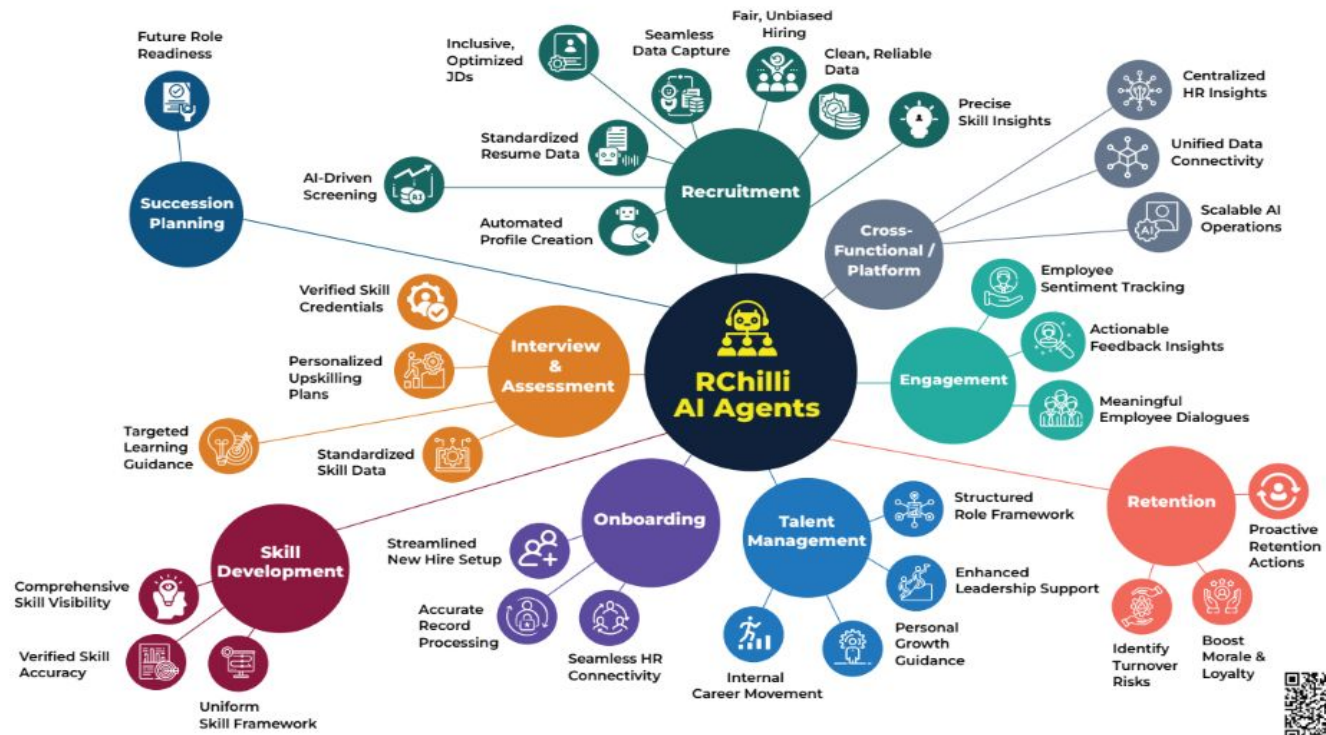 Future Role
Readiness
Succession
Planning
Inclusive,
Optimized
JDs
Seamless
Data Capture
Fair, Unbiased
Hiring
Clean, Reliable
Data
Precise
Skill Insights
Standardized
Resume Data
AI-Driven
Screening
AI
Automated
Profile Creation
Recruitment
Centralized
HR Insights
Unified Data
Connectivity
Scalable AI
Operations
AI
Cross-
Functional /
Platform
Verified Skill
Credentials
Personalized
Upskilling
Plans
Targeted
Learning
Guidance
Standardized
Skill Data
Interview
&
Assessment
RChilli
AI Agents
Engagement
Employee
Sentiment Tracking
Actionable
Feedback Insights
Meaningful
Employee Dialogues
Skill
Development
Comprehensive
Skill Visibility
Verified Skill
Accuracy
Uniform
Skill Framework
Onboarding
Streamlined
New Hire Setup
Accurate
Record
Processing
Seamless HR
Connectivity
Talent
Management
Structured
Role Framework
Enhanced
Leadership Support
Personal
Growth
Guidance
Internal
Career Movement
Retention
Proactive
Retention
Actions
Identify
Turnover
Risks
Boost
Morale &
Loyalty